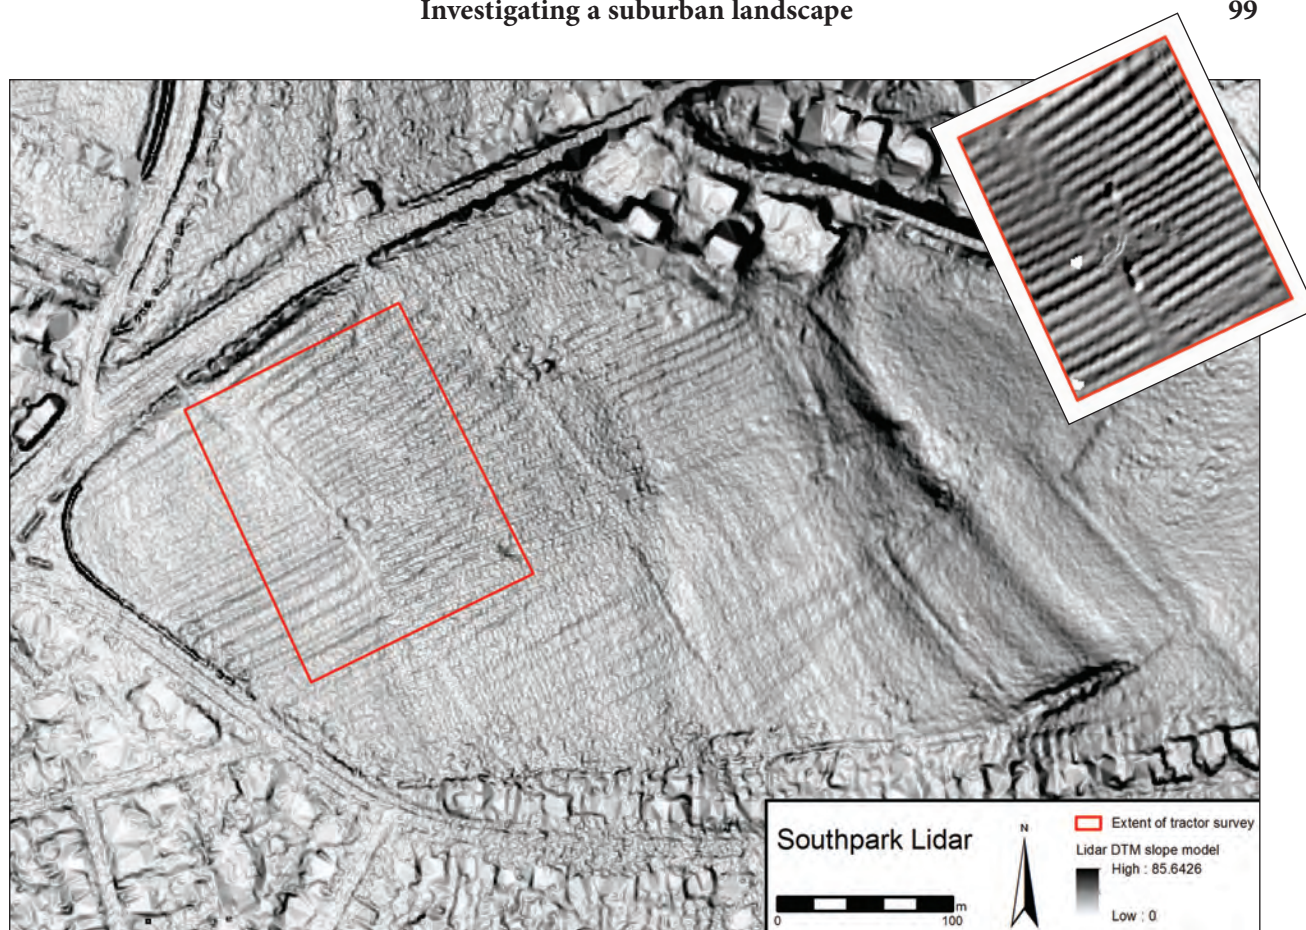 Investigating a suburban landscape 99
Southpark Lidar
N
m
0 100
Extent of tractor survey
Lidar DTM slope model
High : 85.6426
Low : 0